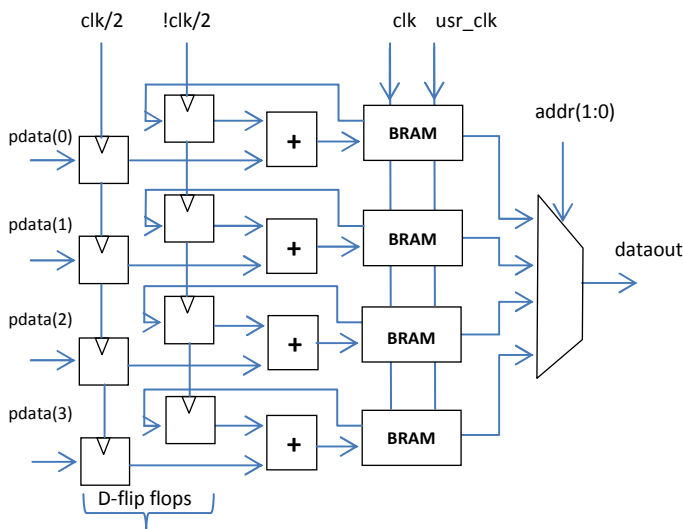 clk/2 !clk/2 clk usr_clk
addr(1:0)
pdata(0)
+
BRAM
pdata(1)
+
BRAM
dataout
pdata(2)
+
BRAM
pdata(3)
+
BRAM
D-flip flops